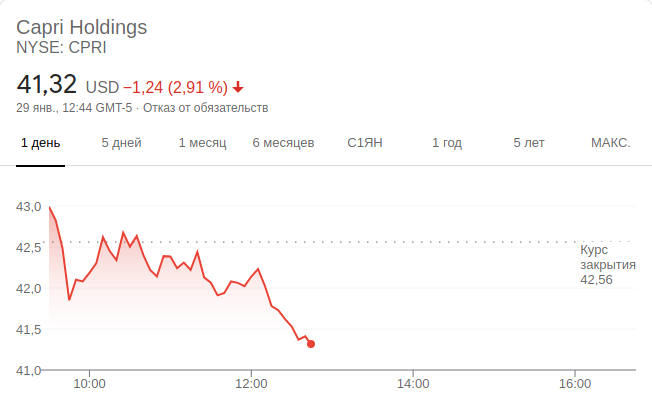 Capri Holdings
NYSE: CPRI
41,32 USD −1,24 (2,91 %)
29 янв., 12:44 GMT-5 · Отказ от обязательств
1 день 5 дней 1 месяц 6 месяцев С1ЯН 1 год 5 лет МАКС.
43,0
42,5
Курс
закрытия
42,56
42,0
41,5
41,0
10:00 12:00 14:00 16:00